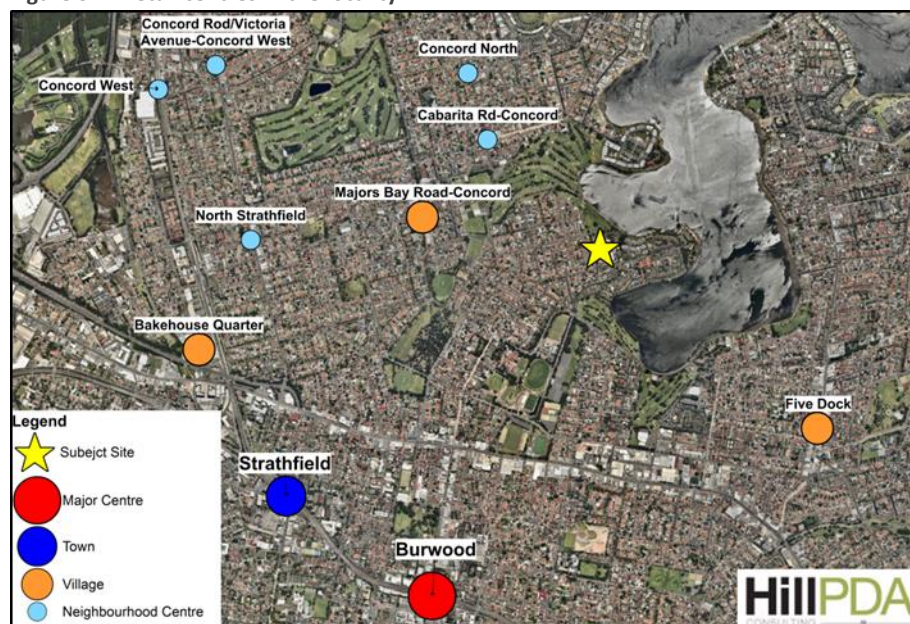 Concord Rod/Victoria
Avenue-Concord West
Concord North
Concord West
Cabarita Rd-Concord
Majors Bay Road-Concord
North Strathfield
Bakehouse Quarter
Five Dock
Strathfield
Burwood
Legend
Subejct Site
Major Centre
Town
Village
Neighbourhood Centre
HillPDA
CONSULTING